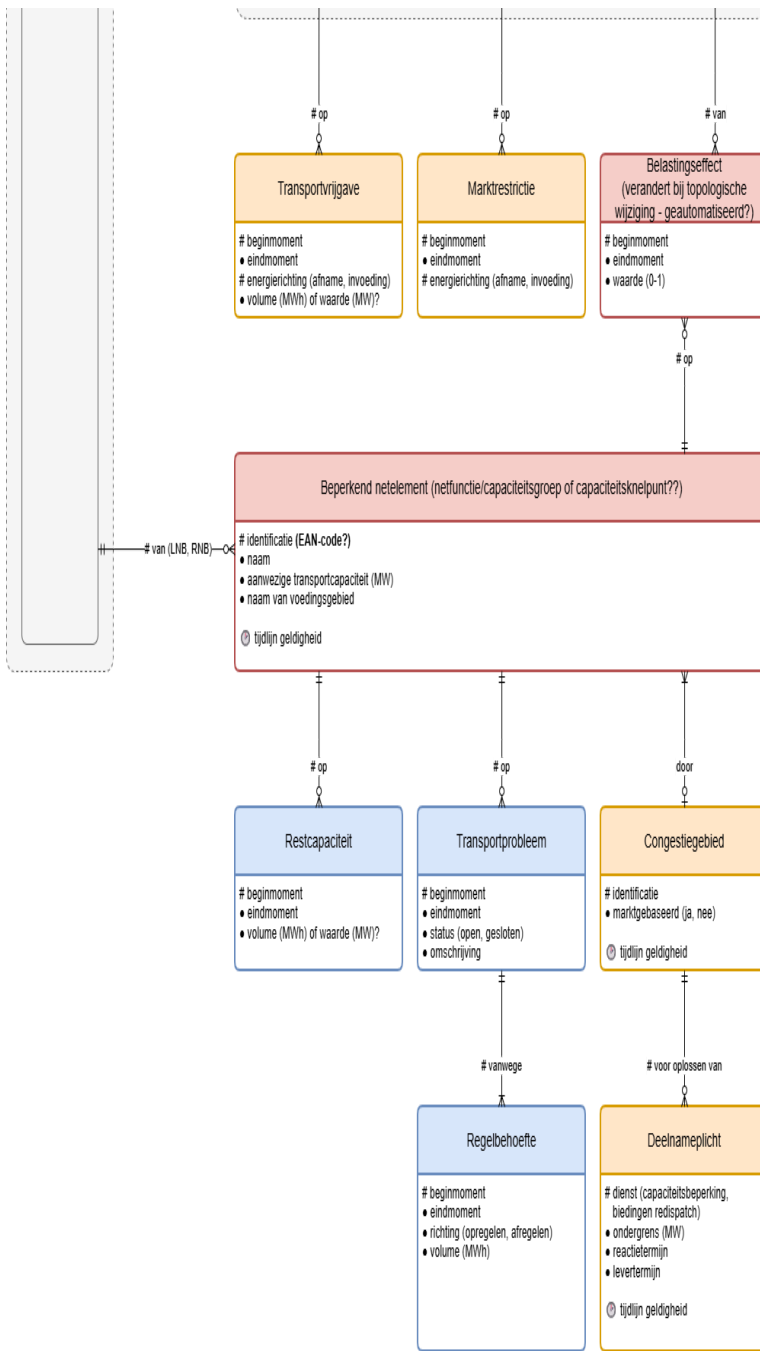 # op
# op
# van
Transportvrijgave
# beginmoment
● eindmoment
# energierichting (afname, invoeding)
● volume (MWh) of waarde (MW)?
Marktrestrictie
# beginmoment
● eindmoment
# energierichting (afname, invoeding)
Belastingseffect
(verandert bij topologische
wijziging - geautomatiseerd?)
# beginmoment
● eindmoment
● waarde (0-1)
# op
Beperkend netelement (netfunctie/capaciteitsgroep of capaciteitsknelpunt??)
# identificatie (EAN-code?)
● naam
● aanwezige transportcapaciteit (MW)
● naam van voedingsgebied
tijdlijn geldigheid
# van (LNB, RNB)
# op
# op
door
Restcapaciteit
# beginmoment
● eindmoment
● volume (MWh) of waarde (MW)?
Transportprobleem
# beginmoment
● eindmoment
● status (open, gesloten)
● omschrijving
Congestiegebied
# identificatie
● marktgebaseerd (ja, nee)
tijdlijn geldigheid
# vanwege
# voor oplossen van
Regelbehoefte
# beginmoment
● eindmoment
● richting (opregelen, afregelen)
● volume (MWh)
Deelnameplicht
# dienst (capaciteitsbeperking,
biedingen redispatch)
● ondergrens (MW)
● reactietermijn
● levertermijn
tijdlijn geldigheid